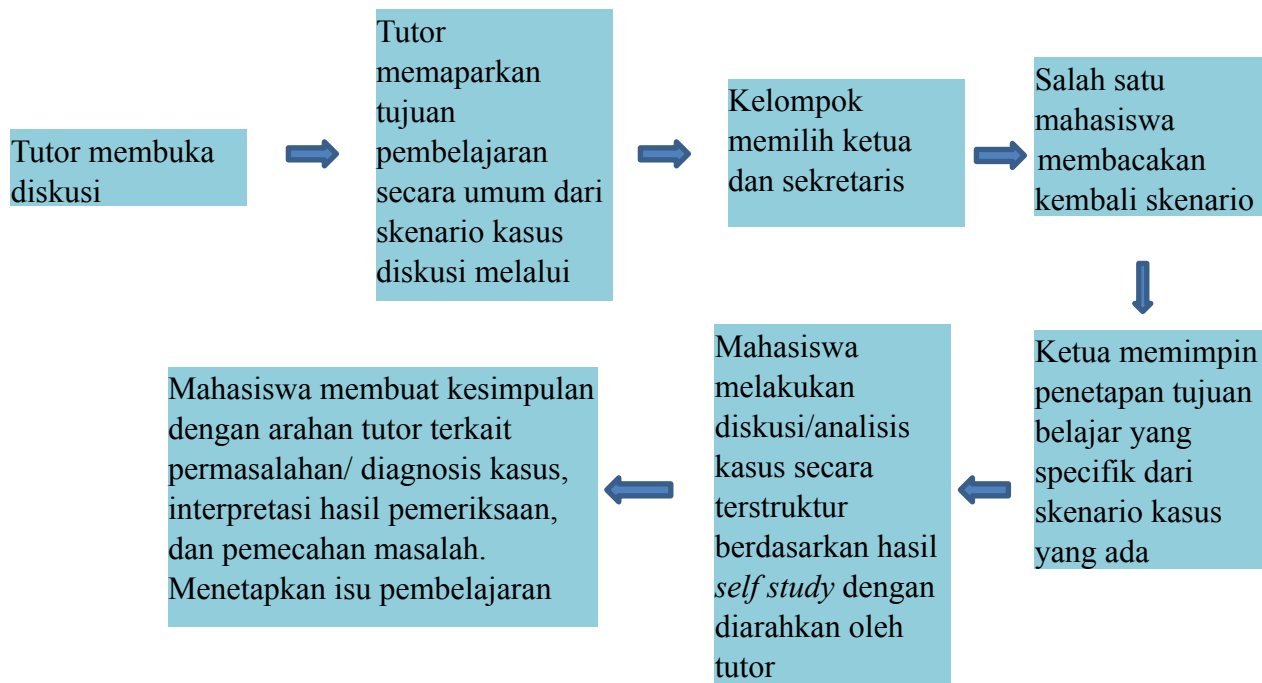 Tutor membuka
diskusi
Tutor
memaparkan
tujuan
pembelajaran
secara umum dari
skenario kasus
diskusi melalui
Kelompok
memilih ketua
dan sekretaris
Salah satu
mahasiswa
membacakan
kembali skenario
Ketua memimpin
penetapan tujuan
belajar yang
specifik dari
skenario kasus
yang ada
Mahasiswa
melakukan
diskusi/analisis
kasus secara
terstruktur
berdasarkan hasil
self study dengan
diarahkan oleh
tutor
Mahasiswa membuat kesimpulan
dengan arahan tutor terkait
permasalahan/ diagnosis kasus,
interpretasi hasil pemeriksaan,
dan pemecahan masalah.
Menetapkan isu pembelajaran